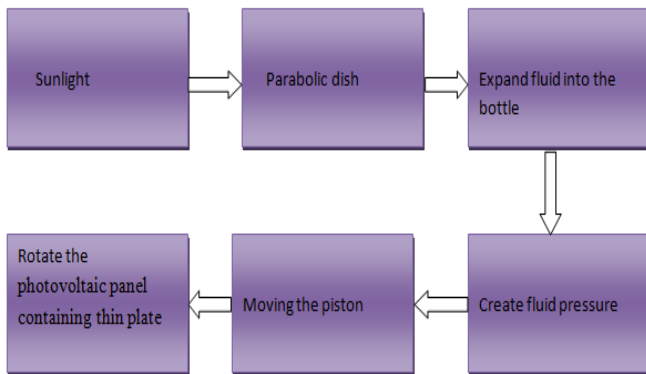 Sunlight
Parabolic dish
Expand fluid into the
bottle
Create fluid pressure
Moving the piston
Rotate the
photovoltaic panel
containing thin plate